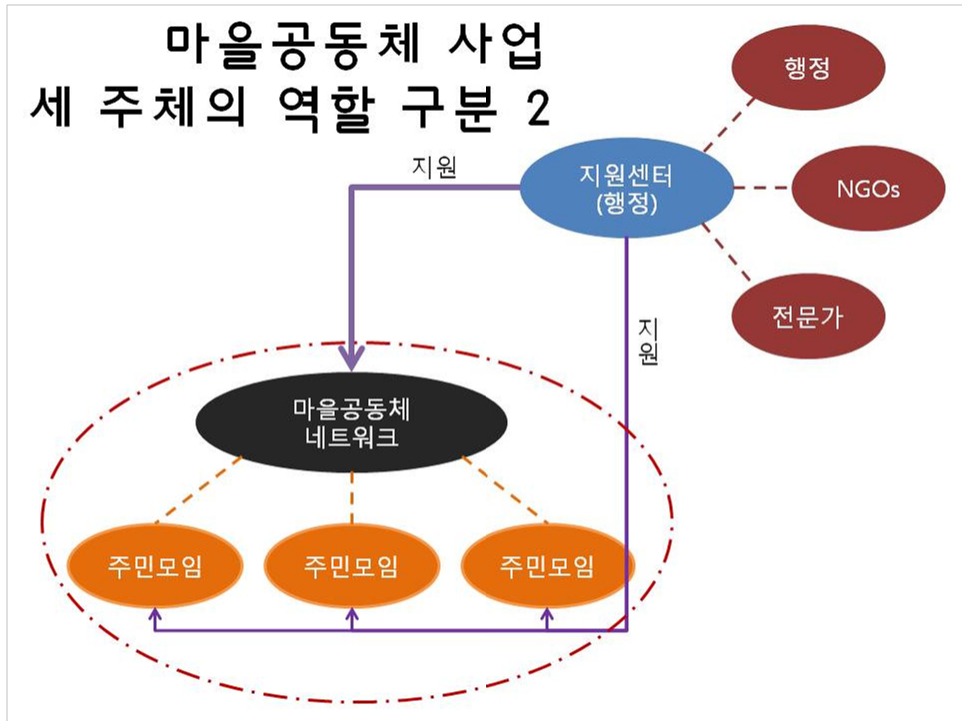 마을공동체 사업
세 주체의 역할 구분 2
행정
지원
지원센터
(행정)
NGOs
전문가
지원
마을공동체
네트워크
주민모임
주민모임
주민모임